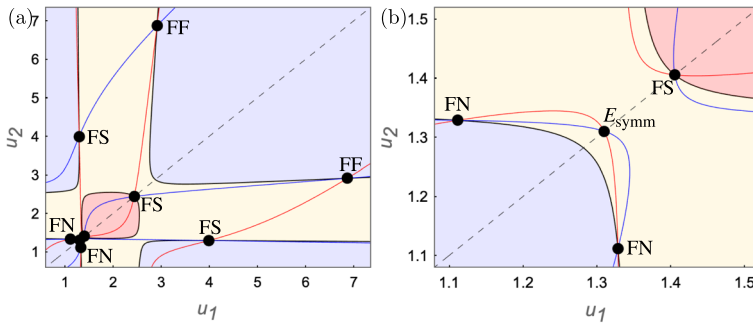 (a)
7
6
5
4
3
2
1
u2
FF
FS
FF
FS
FN
FS
FN
1 2 3 4 5 6 7
u1
(b)
1.5
1.4
1.3
1.2
1.1
u2
FS
FN
Esymm
FN
1.1 1.2 1.3 1.4 1.5
u1